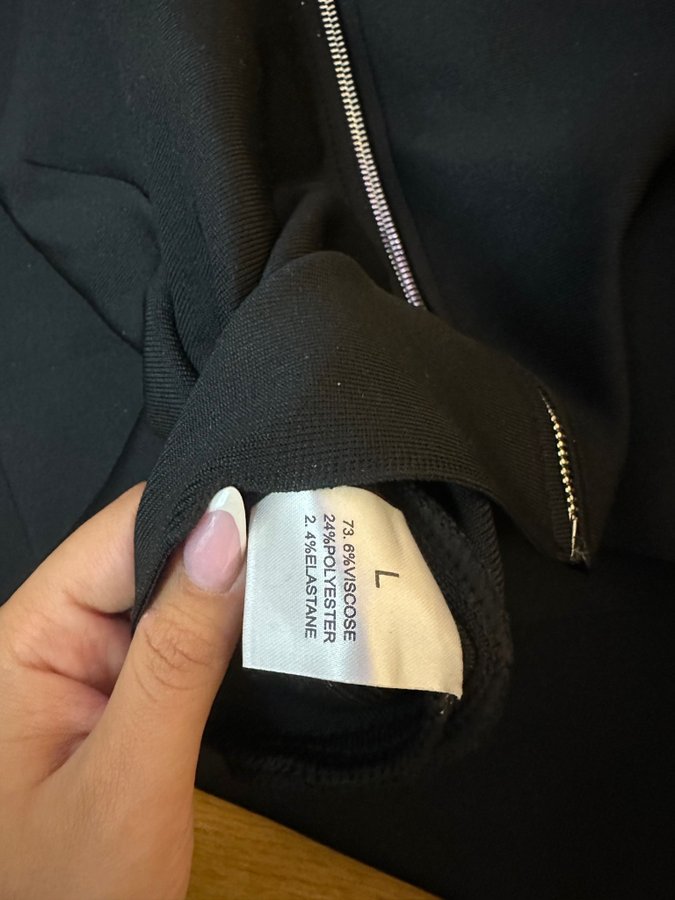 L
73. 6%VISCOSE
24%POLYESTER
2. 4%ELASTANE